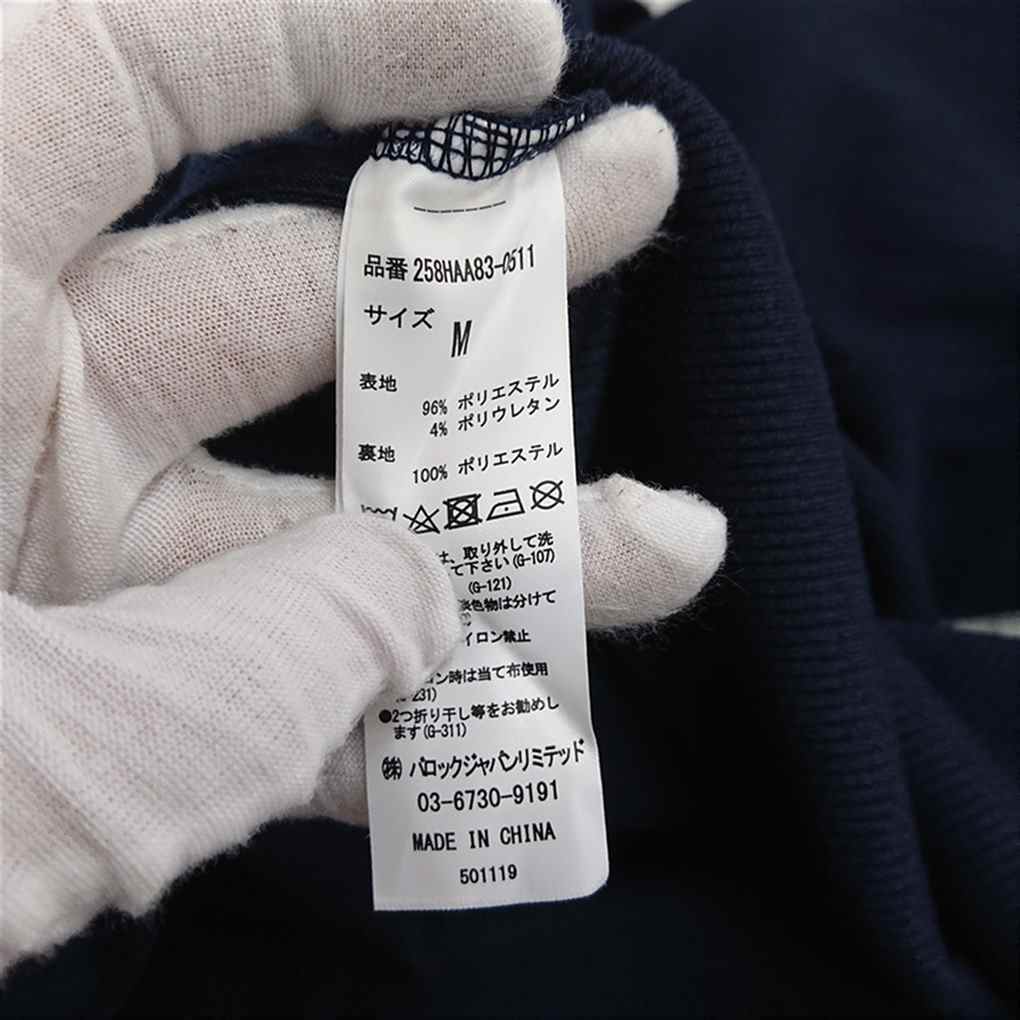 品番 258HAA83-0511
サイズ M
表地
96% ポリエステル
4% ポリウレタン
裏地
100% ポリエステル
は、取り外して洗
て下さい(G-107)
(G-121)
色物は分けて
イロン禁止
ン時は当て布使用
231)
●2つ折り干し等をお勧めし
ます(G-311)
㈱バロックジャパンリミテッド
03-6730-9191
MADE IN CHINA
501119